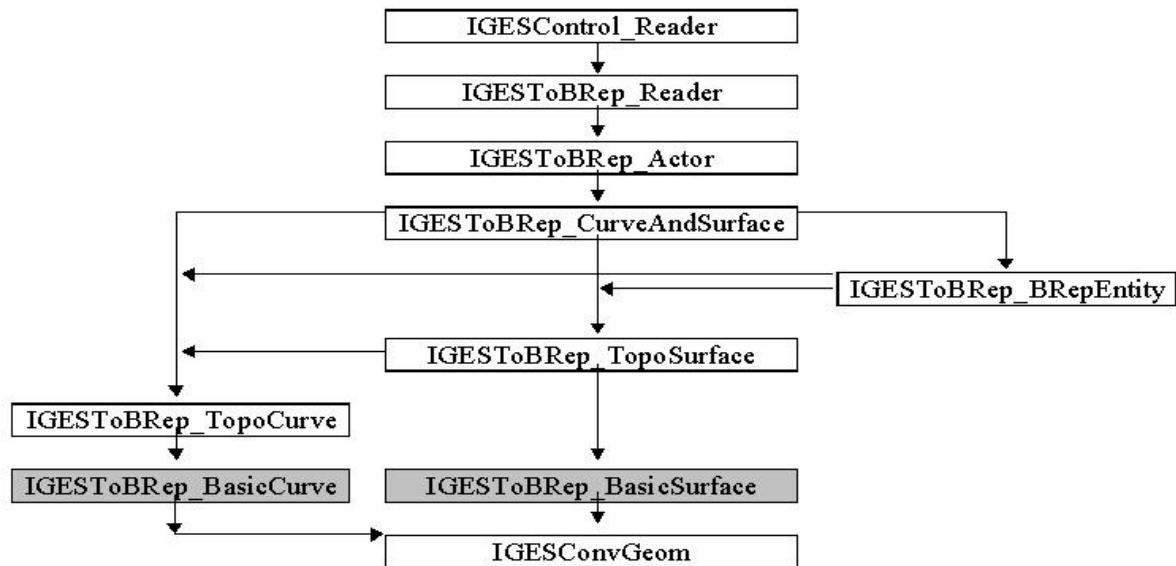 IGESControl_Reader
IGESToBRep_Reader
IGESToBRep_Actor
IGESToBRep_CurveAndSurface
IGESToBRep_BRepEntity
IGESToBRep_TopoSurface
IGESToBRep_TopoCurve
IGESToBRep_BasicCurve
IGESToBRep_BasicSurface
IGESConvGeom